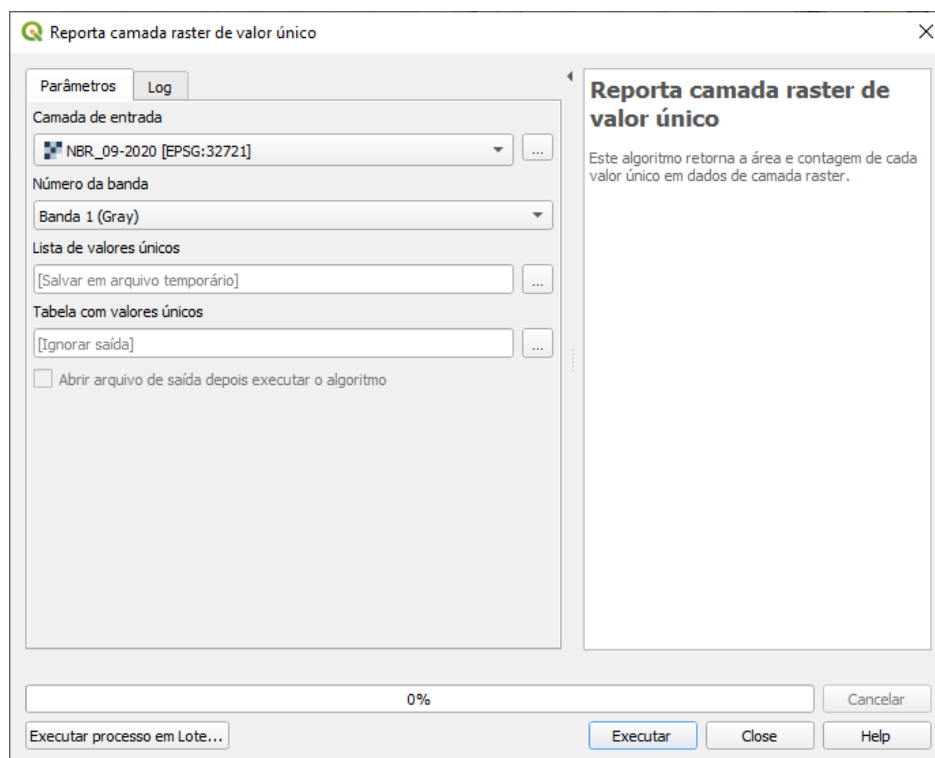 Reporta camada raster de valor único
Parâmetros
Log
Camada de entrada
NBR_09-2020 [EPSG:32721]
...
Número da banda
Banda 1 (Gray)
Lista de valores únicos
[Salvar em arquivo temporário]
...
Tabela com valores únicos
[Ignorar saída]
...
Abrir arquivo de saída depois executar o algoritmo
Reporta camada raster de
valor único
Este algoritmo retorna a área e contagem de cada
valor único em dados de camada raster.
0%
Cancelar
Executar processo em Lote...
Executar
Close
Help